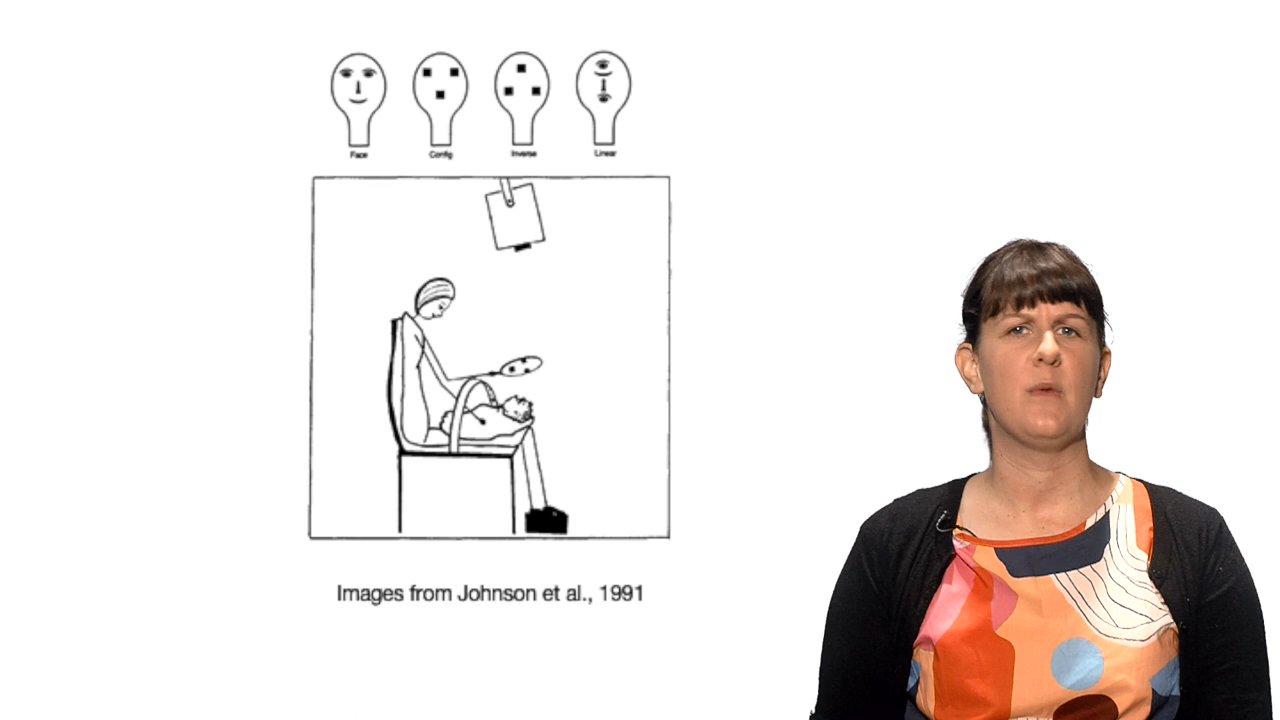 Face Config Inverse Linear
Images from Johnson et al., 1991